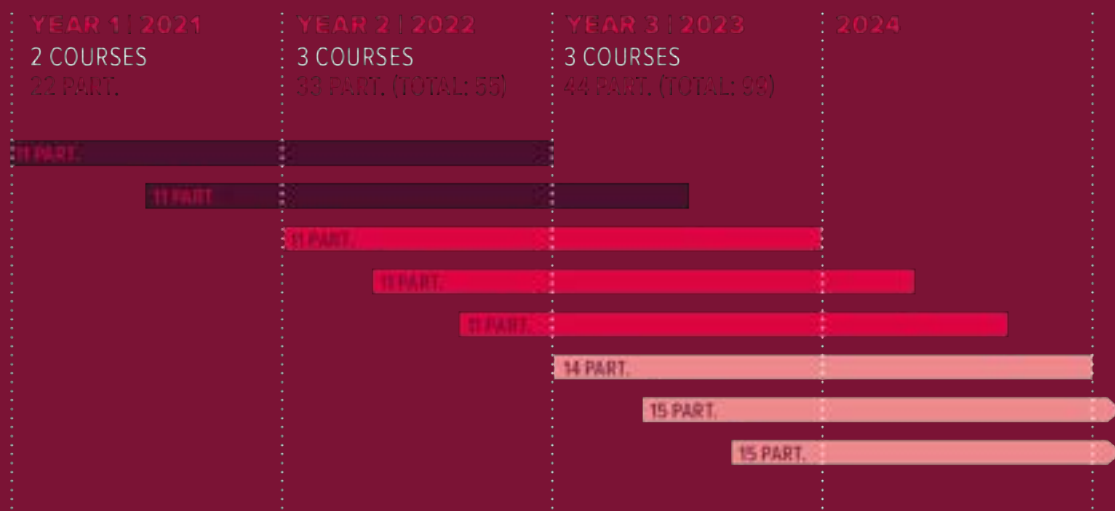 YEAR 1 | 2021
2 COURSES
22 PART.
YEAR 2 | 2022
3 COURSES
33 PART. (TOTAL: 55)
YEAR 3 | 2023
3 COURSES
44 PART. (TOTAL: 99)
2024
11 PART.
11 PART.
11 PART.
11 PART.
11 PART.
14 PART.
15 PART.
15 PART.